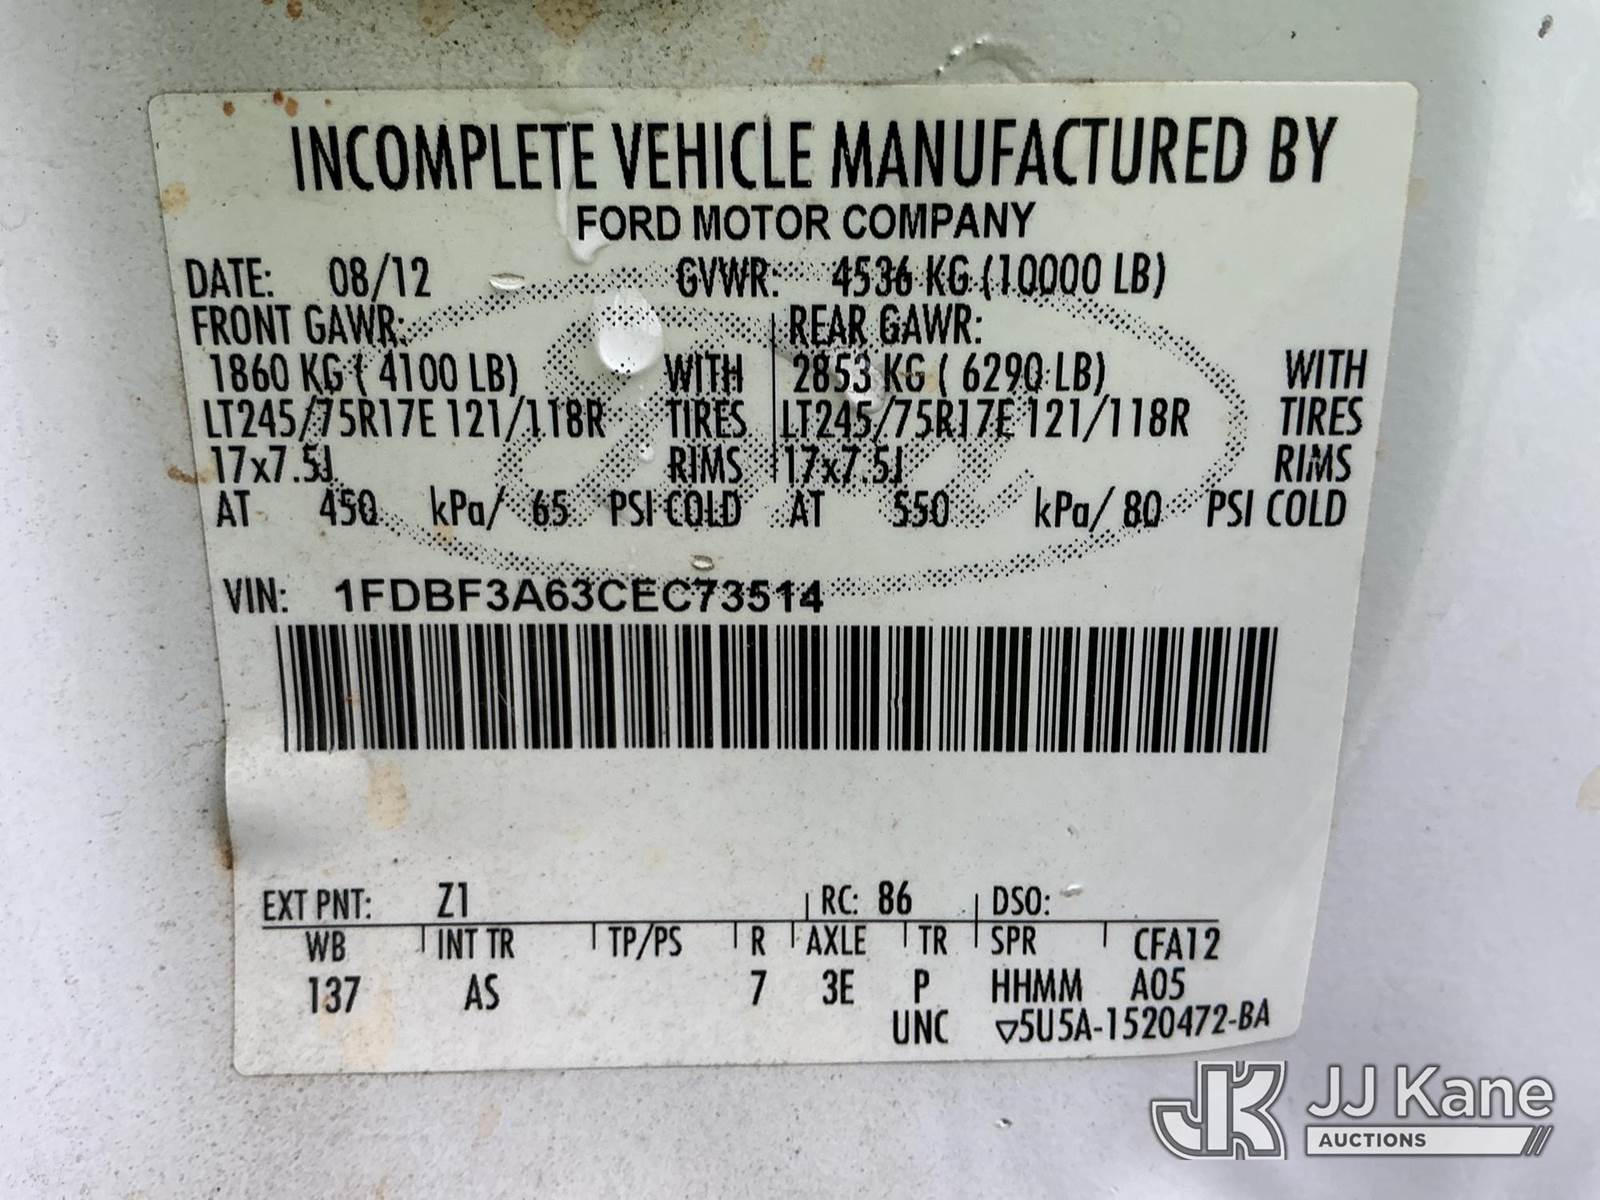 INCOMPLETE VEHICLE MANUFACTURED BY
FORD MOTOR COMPANY
DATE: 08/12 GVWR: 4536 KG (10000 LB)
FRONT GAWR: REAR GAWR:
1860 KG ( 4100 LB) WITH 2853 KG ( 6290 LB) WITH
LT245/75R17E 121/118R TIRES LT245/75R17E 121/118R TIRES
17x7.5J RIMS 17x7.5J RIMS
AT 450 kPa/ 65 PSI COLD AT 550 kPa/ 80 PSI COLD
VIN: 1FDBF3A63CEC73514
EXT PNT: Z1 RC: 86 DSO:
WB INT TR TP/PS R AXLE TR SPR CFA12
137 AS 7 3E P HHMM A05
UNC ▽5U5A-1520472-BA
JK JJ Kane
AUCTIONS